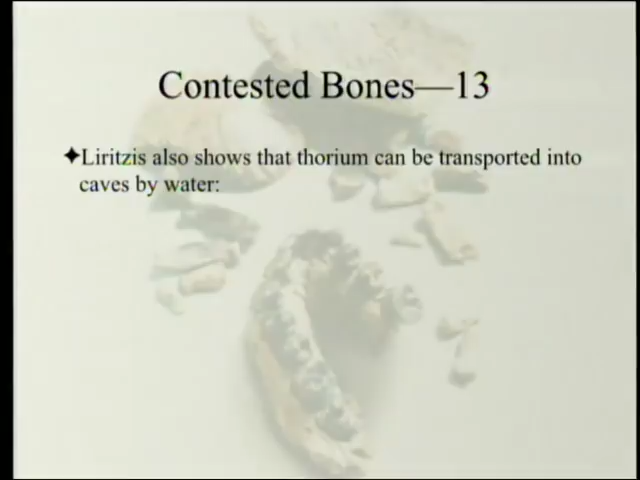 Contested Bones—13
✦Liritzis also shows that thorium can be transported into
caves by water: